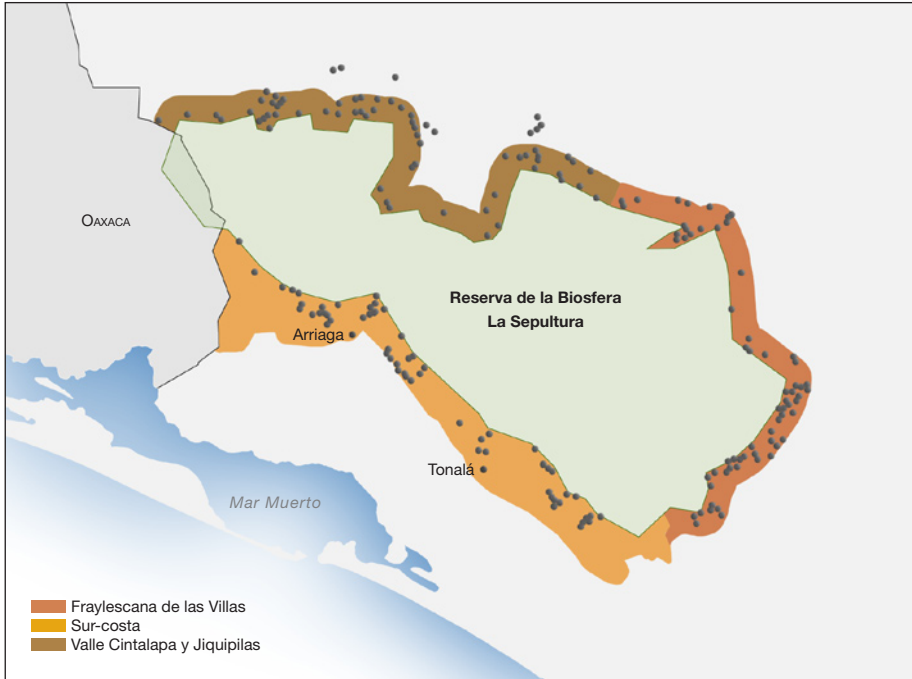 OAXACA
Reserva de la Biosfera
La Sepultura
Arriaga
Tonalá
Mar Muerto
Fraylescana de las Villas
Sur-costa
Valle Cintalapa y Jiquipilas